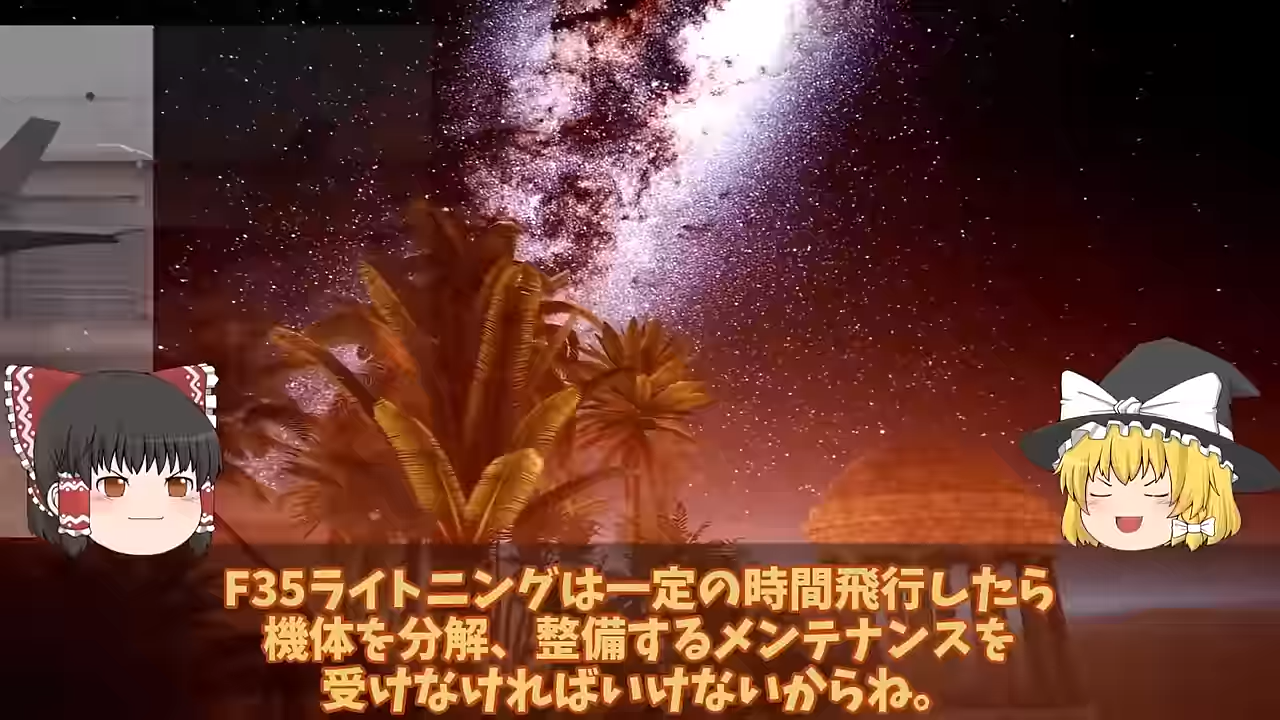 F35ライトニングは一定の時間飛行したら
機体を分解、整備するメンテナンスを
受けなければいけないからね。